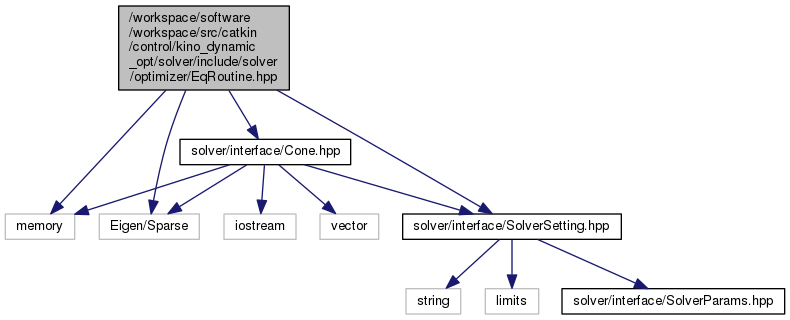 /workspace/software
/workspace/src/catkin
/control/kino_dynamic
_opt/solver/include/solver
/optimizer/EqRoutine.hpp
solver/interface/Cone.hpp
memory
Eigen/Sparse
iostream
vector
solver/interface/SolverSetting.hpp
string
limits
solver/interface/SolverParams.hpp